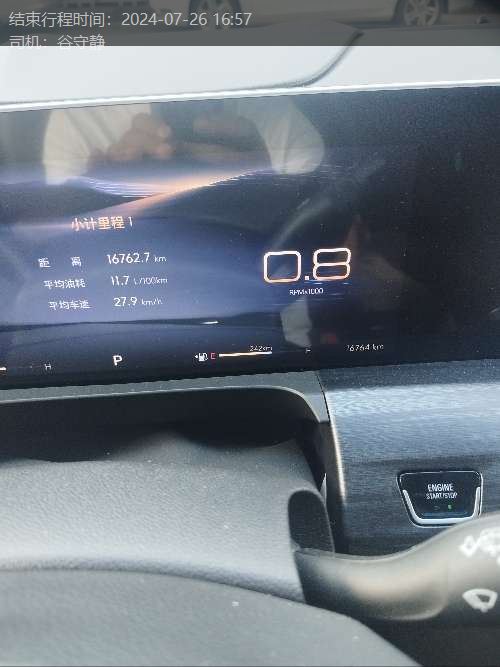 结束行程时间：2024-07-26 16:57
司机：谷守静
小计里程 1
距 离 16762.7 km
平均油耗 11.7 L/100km
平均车速 27.9 km/h
0.8
RPM×1000
H P E 242km F 16764 km
ENGINE
START/STOP